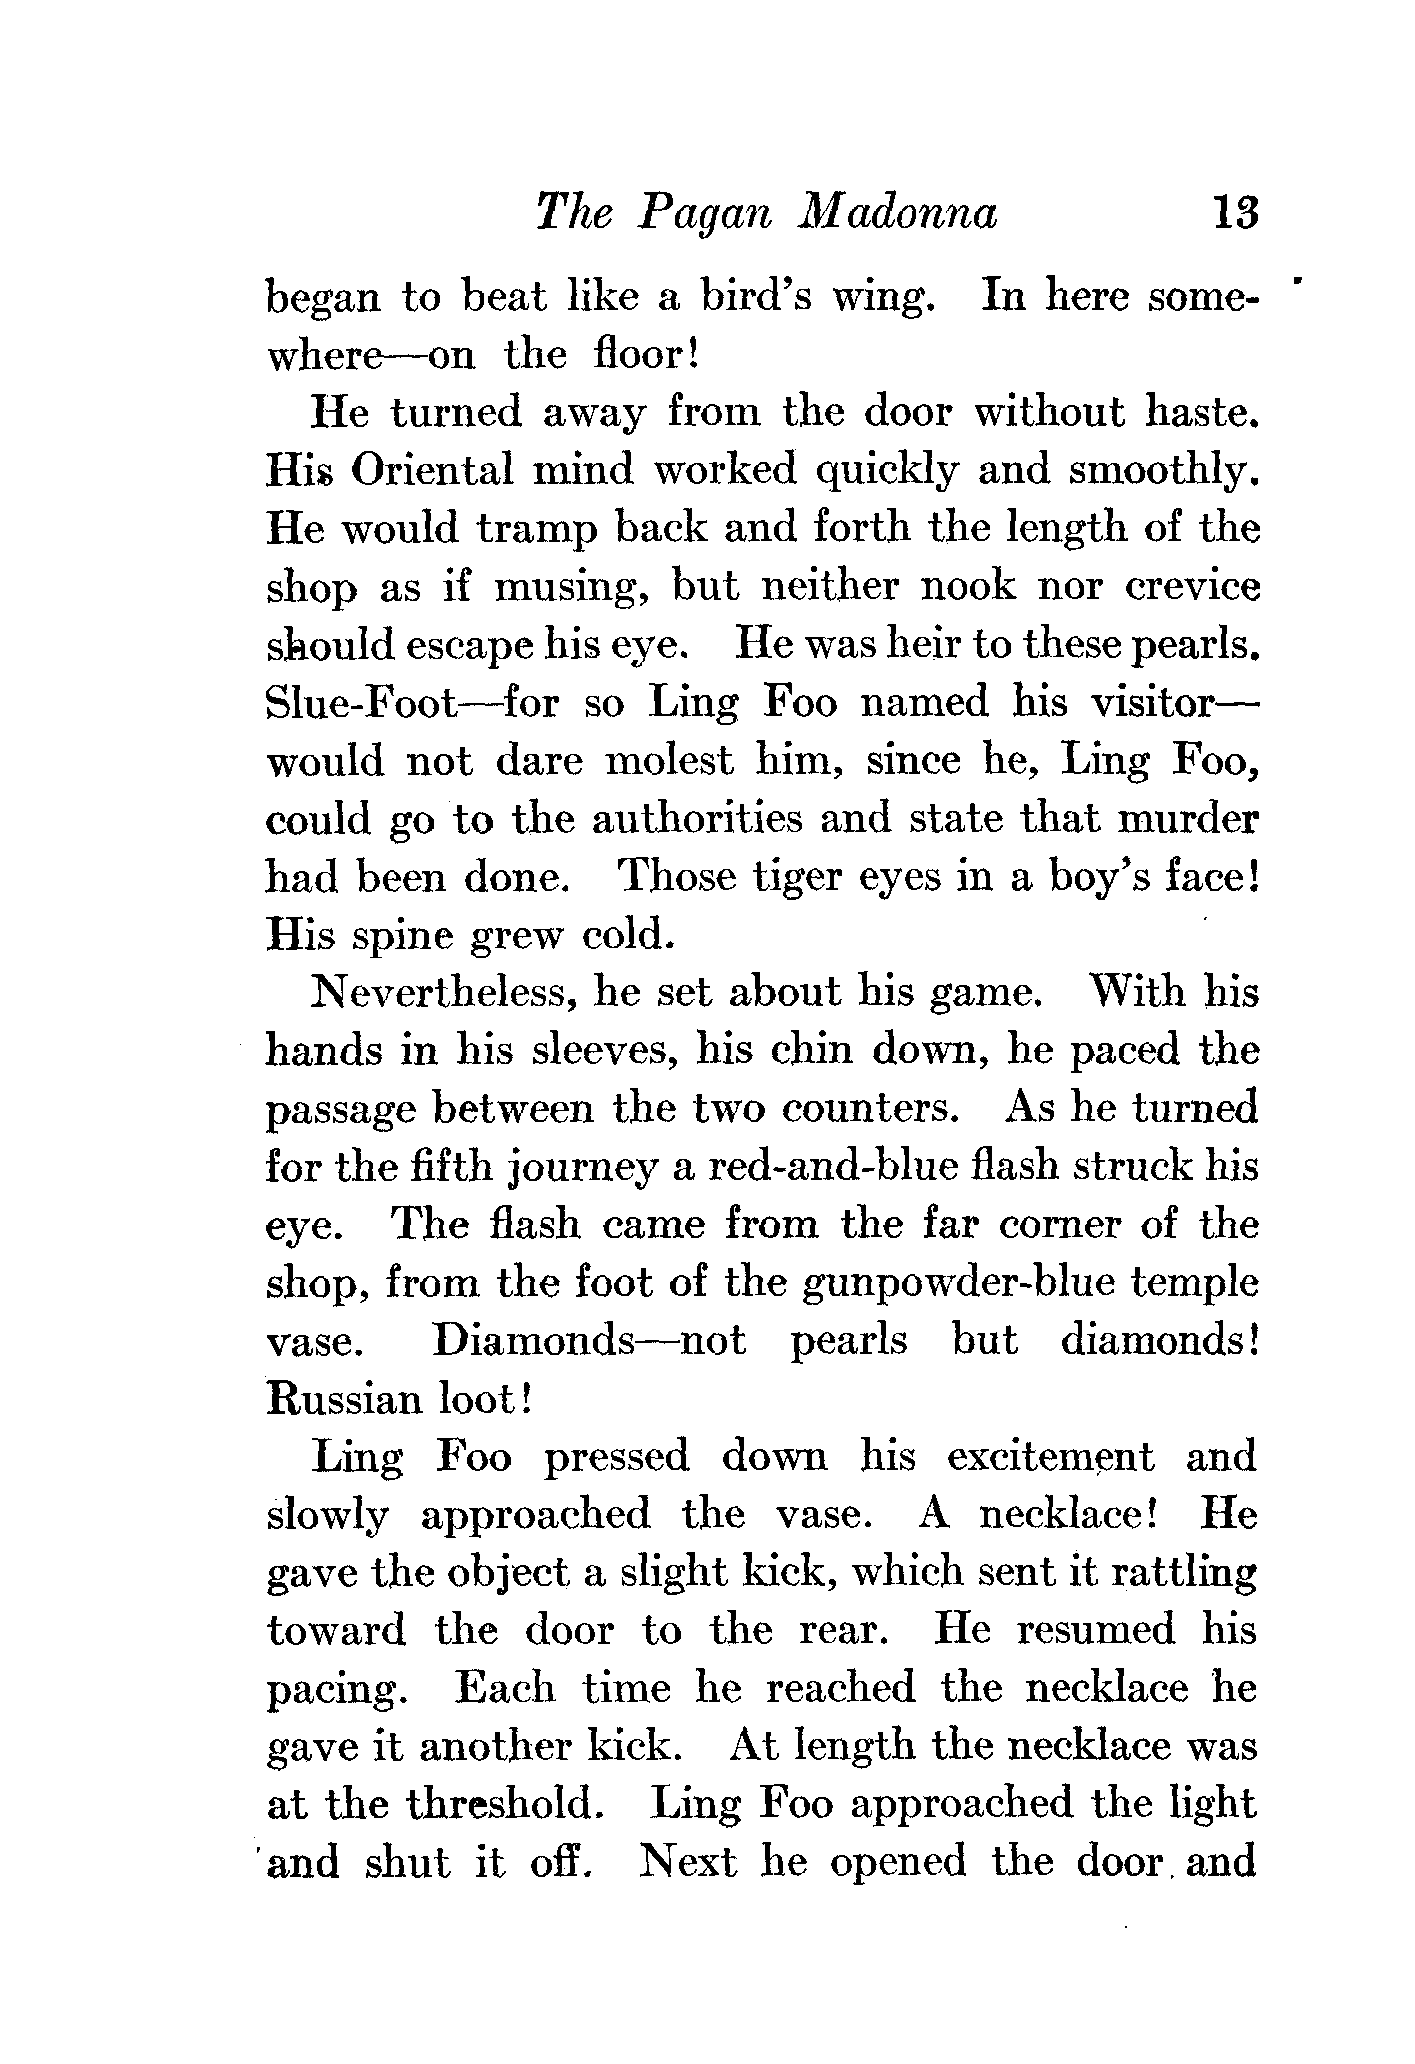 The Pagan Madonna 13
began to beat like a bird's wing. In here some-
where—on the floor!
He turned away from the door without haste.
His Oriental mind worked quickly and smoothly.
He would tramp back and forth the length of the
shop as if musing, but neither nook nor crevice
should escape his eye. He was heir to these pearls.
Slue-Foot—for so Ling Foo named his visitor—
would not dare molest him, since he, Ling Foo,
could go to the authorities and state that murder
had been done. Those tiger eyes in a boy's face!
His spine grew cold.
Nevertheless, he set about his game. With his
hands in his sleeves, his chin down, he paced the
passage between the two counters. As he turned
for the fifth journey a red-and-blue flash struck his
eye. The flash came from the far corner of the
shop, from the foot of the gunpowder-blue temple
vase. Diamonds—not pearls but diamonds!
Russian loot!
Ling Foo pressed down his excitement and
slowly approached the vase. A necklace! He
gave the object a slight kick, which sent it rattling
toward the door to the rear. He resumed his
pacing. Each time he reached the necklace he
gave it another kick. At length the necklace was
at the threshold. Ling Foo approached the light
and shut it off. Next he opened the door and